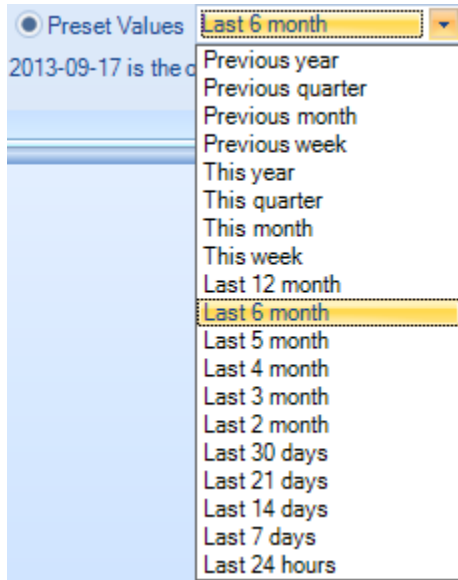 Preset Values Last 6 month
2013-09-17 is the
Previous year
Previous quarter
Previous month
Previous week
This year
This quarter
This month
This week
Last 12 month
Last 6 month
Last 5 month
Last 4 month
Last 3 month
Last 2 month
Last 30 days
Last 21 days
Last 14 days
Last 7 days
Last 24 hours